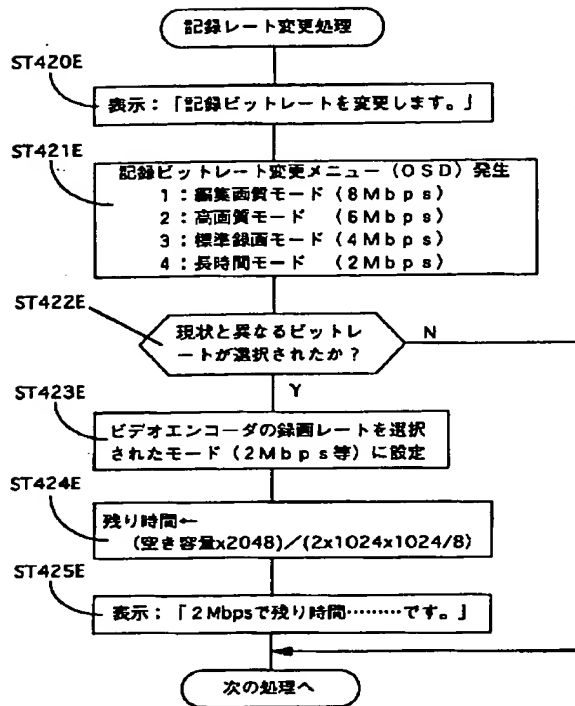 記録レート変更処理
ST420E
表示：「記録ビットレートを変更します。」
ST421E
記録ビットレート変更メニュー（OSD）発生
1：編集画質モード（8Mbps）
2：高画質モード （6Mbps）
3：標準録画モード（4Mbps）
4：長時間モード （2Mbps）
ST422E
現状と異なるビットレ
ートが選択されたか？
N
Y
ST423E
ビデオエンコーダの録画レートを選択
されたモード（2Mbps等）に設定
ST424E
残り時間←
(空き容量x2048)／(2x1024x1024/8)
ST425E
表示：「2Mbpsで残り時間………です。」
次の処理へ